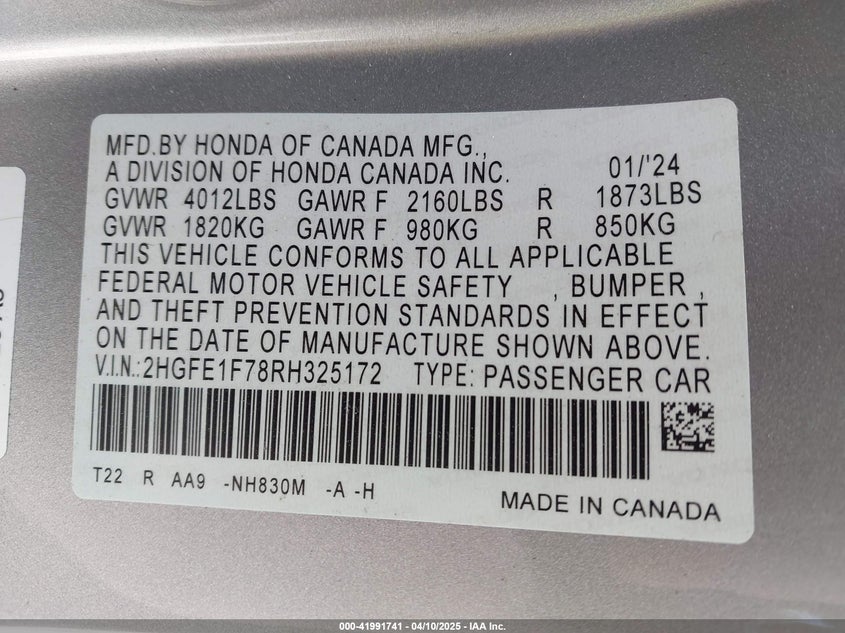 MFD.BY HONDA OF CANADA MFG.,
A DIVISION OF HONDA CANADA INC. 01/'24
GVWR 4012LBS GAWR F 2160LBS R 1873LBS
GVWR 1820KG GAWR F 980KG R 850KG
THIS VEHICLE CONFORMS TO ALL APPLICABLE
FEDERAL MOTOR VEHICLE SAFETY , BUMPER ,
AND THEFT PREVENTION STANDARDS IN EFFECT
ON THE DATE OF MANUFACTURE SHOWN ABOVE.
V.I.N.:2HGFE1F78RH325172 TYPE: PASSENGER CAR
T22 R AA9 -NH830M -A -H
MADE IN CANADA
000-41991741 - 04/10/2025 - IAA Inc.